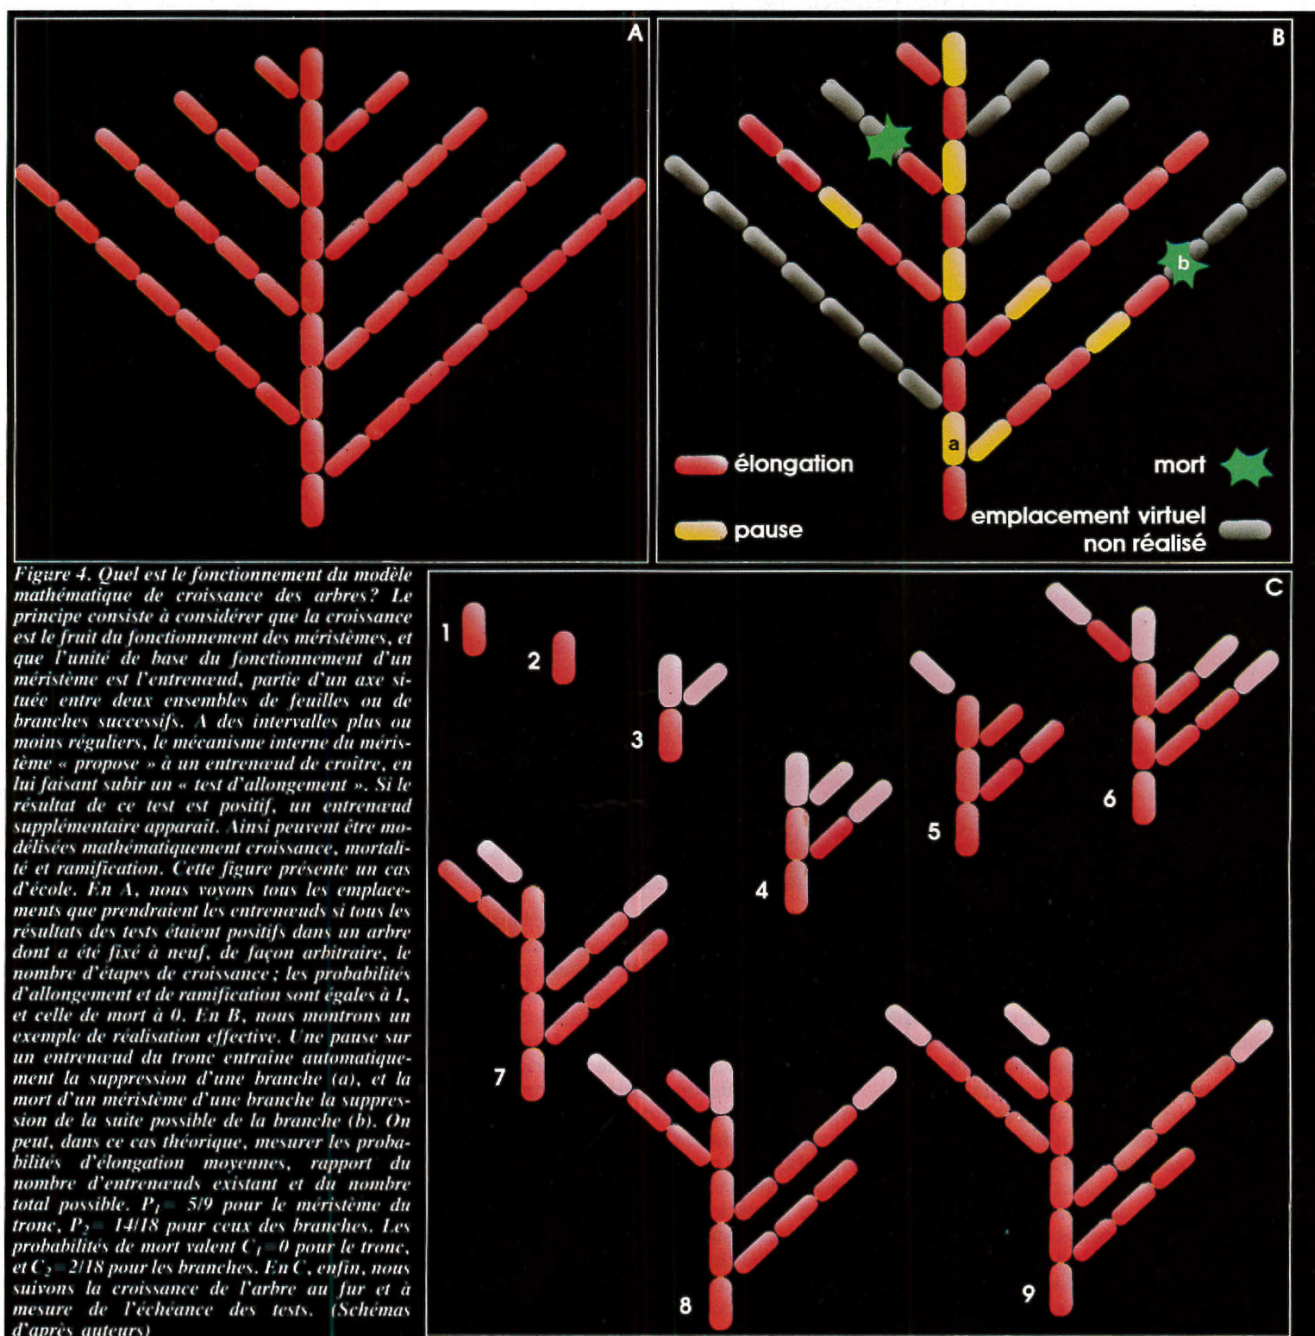 A
B
a
b
élongation
pause
mort
emplacement virtuel
non réalisé
Figure 4. Quel est le fonctionnement du modèle
mathématique de croissance des arbres? Le
principe consiste à considérer que la croissance
est le fruit du fonctionnement des méristèmes, et
que l'unité de base du fonctionnement d'un
méristème est l'entrenœud, partie d'un axe si-
tuée entre deux ensembles de feuilles ou de
branches successifs. A des intervalles plus ou
moins réguliers, le mécanisme interne du méris-
tème « propose » à un entrenœud de croître, en
lui faisant subir un « test d'allongement ». Si le
résultat de ce test est positif, un entrenœud
supplémentaire apparaît. Ainsi peuvent être mo-
délisées mathématiquement croissance, mortali-
té et ramification. Cette figure présente un cas
d'école. En A, nous voyons tous les emplace-
ments que prendraient les entrenœuds si tous les
résultats des tests étaient positifs dans un arbre
dont a été fixé à neuf, de façon arbitraire, le
nombre d'étapes de croissance ; les probabilités
d'allongement et de ramification sont égales à 1,
et celle de mort à 0. En B, nous montrons un
exemple de réalisation effective. Une pause sur
un entrenœud du tronc entraîne automatique-
ment la suppression d'une branche (a), et la
mort d'un méristème d'une branche la suppres-
sion de la suite possible de la branche (b). On
peut, dans ce cas théorique, mesurer les proba-
bilités d'élongation moyennes, rapport du
nombre d'entrenœuds existant et du nombre
total possible. P₁ = 5/9 pour le méristème du
tronc, P₂ = 14/18 pour ceux des branches. Les
probabilités de mort valent C₁ = 0 pour le tronc,
et C₂ = 2/18 pour les branches. En C, enfin, nous
suivons la croissance de l'arbre au fur et à
mesure de l'échéance des tests. (Schémas
d'après auteurs)
C
1
2
3
4
5
6
7
8
9